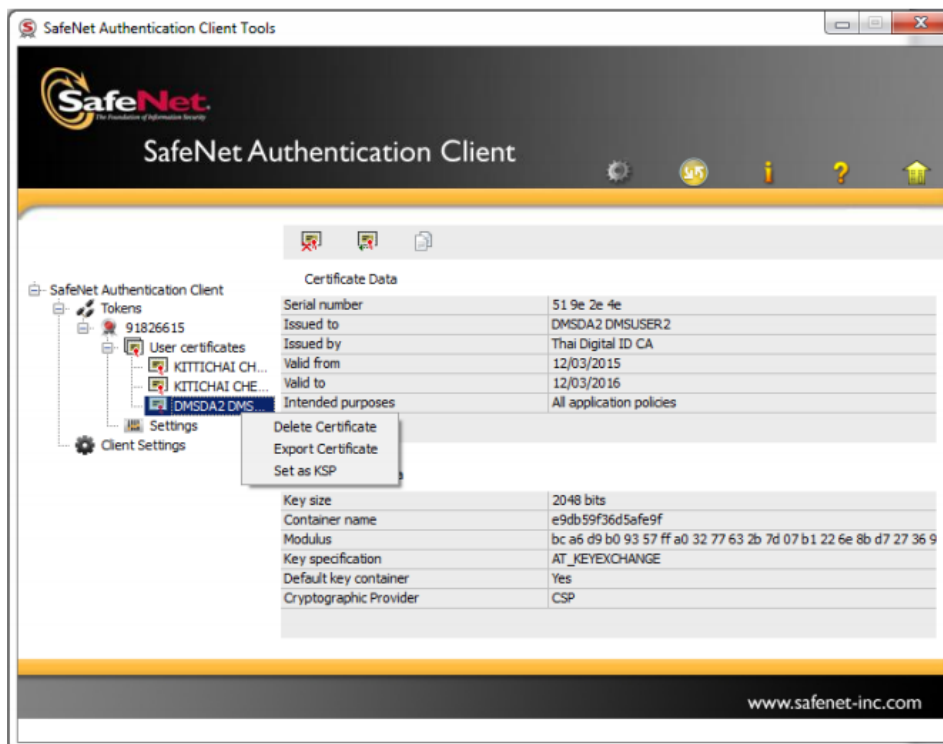 SafeNet Authentication Client Tools
SafeNet.
The Foundation of Information Security
SafeNet Authentication Client
Certificate Data
SafeNet Authentication Client
Tokens
91826615
User certificates
KITTICHAI CH...
KITTICHAI CHE...
DMSDA2 DMS...
Settings
Client Settings
Serial number 51 9e 2e 4e
Issued to DMSDA2 DMSUSER2
Issued by Thai Digital ID CA
Valid from 12/03/2015
Valid to 12/03/2016
Intended purposes All application policies
Delete Certificate
Export Certificate
Set as KSP
Key size 2048 bits
Container name e9db59f36d5afe9f
Modulus bc a6 d9 b0 93 57 ff a0 32 77 63 2b 7d 07 b1 22 6e 8b d7 27 36 9
Key specification AT_KEYEXCHANGE
Default key container Yes
Cryptographic Provider CSP
www.safenet-inc.com